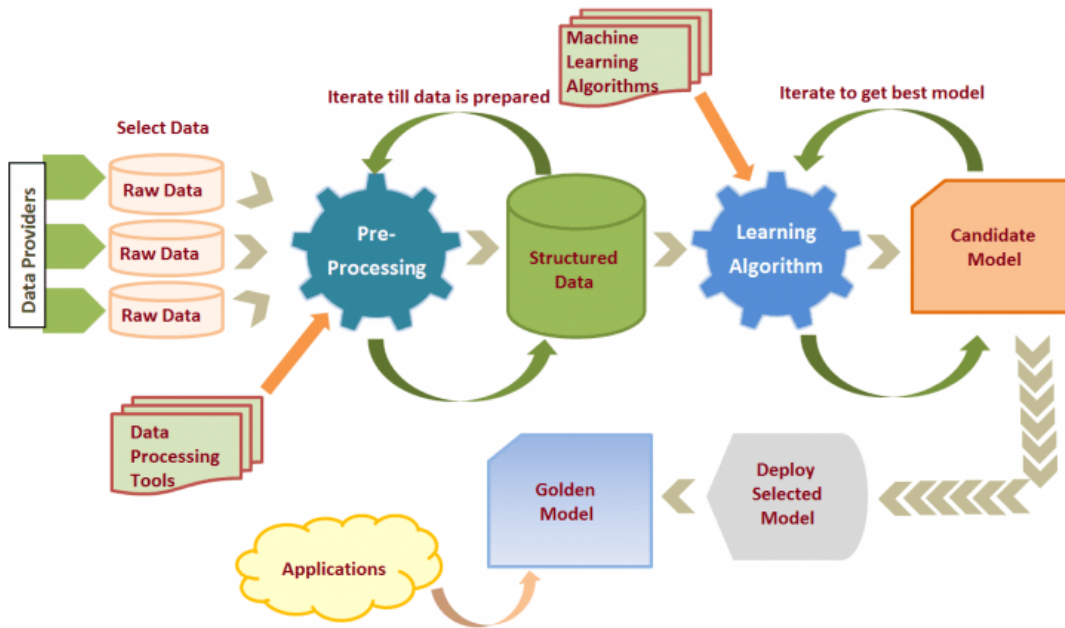 Machine
Learning
Algorithms
Iterate till data is prepared
Iterate to get best model
Select Data
Data Providers
Raw Data
Raw Data
Raw Data
Pre-
Processing
Structured
Data
Learning
Algorithm
Candidate
Model
Data
Processing
Tools
Golden
Model
Deploy
Selected
Model
Applications